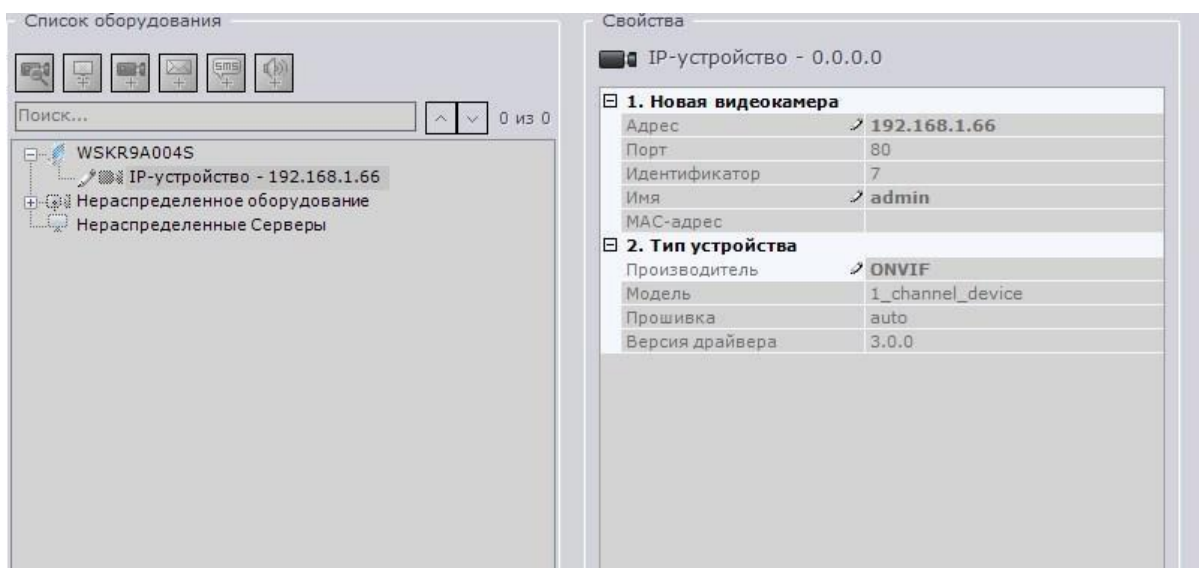 Список оборудования
SMS
Поиск...
0 из 0
WSKR9A004S
IP-устройство - 192.168.1.66
Нераспределенное оборудование
Нераспределенные Серверы
Свойства
IP-устройство - 0.0.0.0
1. Новая видеокамера
Адрес 192.168.1.66
Порт 80
Идентификатор 7
Имя admin
MAC-адрес
2. Тип устройства
Производитель ONVIF
Модель 1_channel_device
Прошивка auto
Версия драйвера 3.0.0